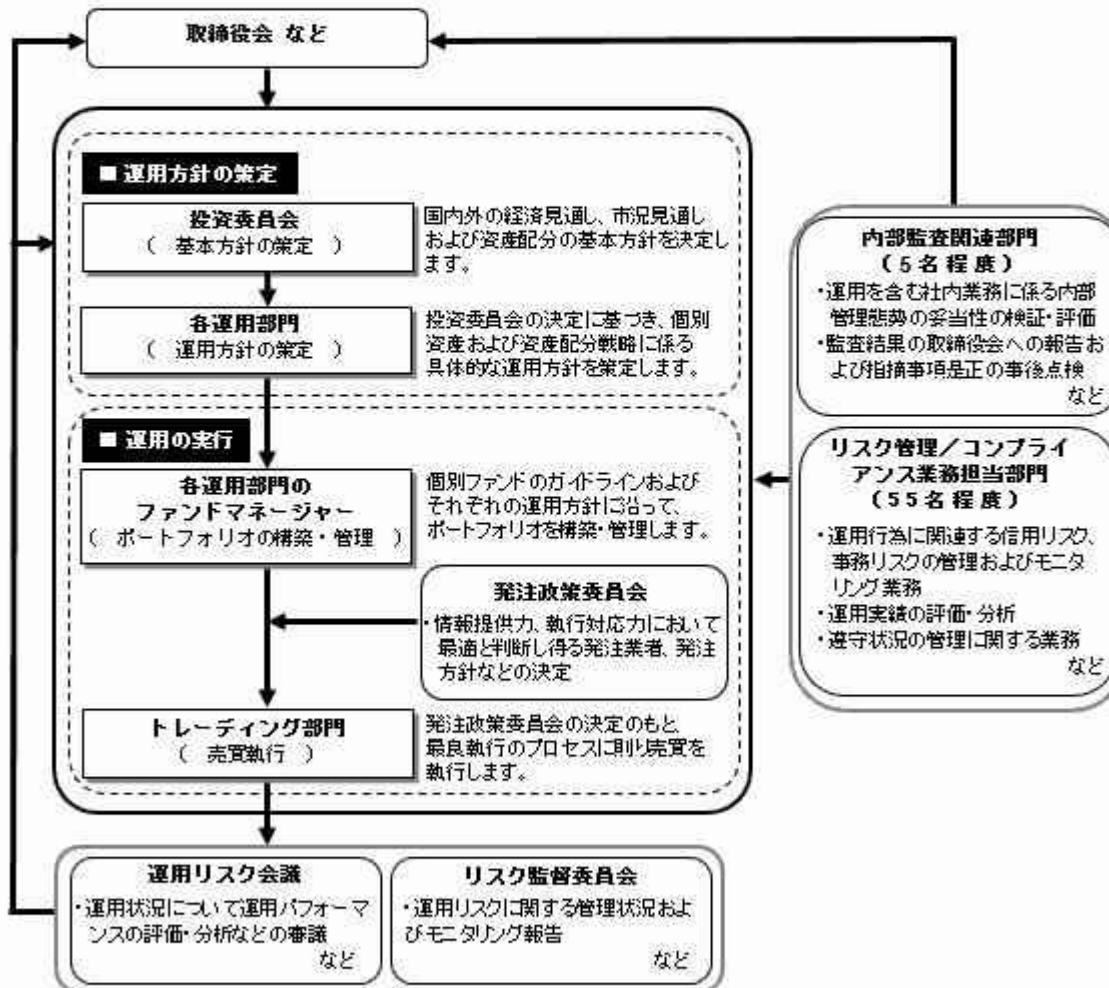 取締役会 など
■ 運用方針の策定
投資委員会
（ 基本方針の策定 ）
国内外の経済見通し、市況見通し
および資産配分の基本方針を決定し
ます。
各運用部門
（ 運用方針の策定 ）
投資委員会の決定に基づき、個別
資産および資産配分戦略に係る
具体的な運用方針を策定します。
■ 運用の実行
各運用部門の
ファンドマネージャー
（ ポートフォリオの構築・管理 ）
個別ファンドのガイドラインおよび
それぞれの運用方針に沿って、
ポートフォリオを構築・管理します。
発注政策委員会
・情報提供力、執行対応力において
最適と判断し得る発注業者、発注
方針などの決定
トレーディング部門
（ 売買執行 ）
発注政策委員会の決定のもと、
最良執行のプロセスに則り売買を
執行します。
内部監査関連部門
（５名程度）
・運用を含む社内業務に係る内部
管理態勢の妥当性の検証・評価
・監査結果の取締役会への報告お
よび指摘事項是正の事後点検
など
リスク管理／コンプライ
アンス業務担当部門
（５５名程度）
・運用行為に関連する信用リスク、
事務リスクの管理およびモニタ
リング業務
・運用実績の評価・分析
・遵守状況の管理に関する業務
など
運用リスク会議
・運用状況について運用パフォーマ
ンスの評価・分析などの審議
など
リスク監督委員会
・運用リスクに関する管理状況およ
びモニタリング報告
など